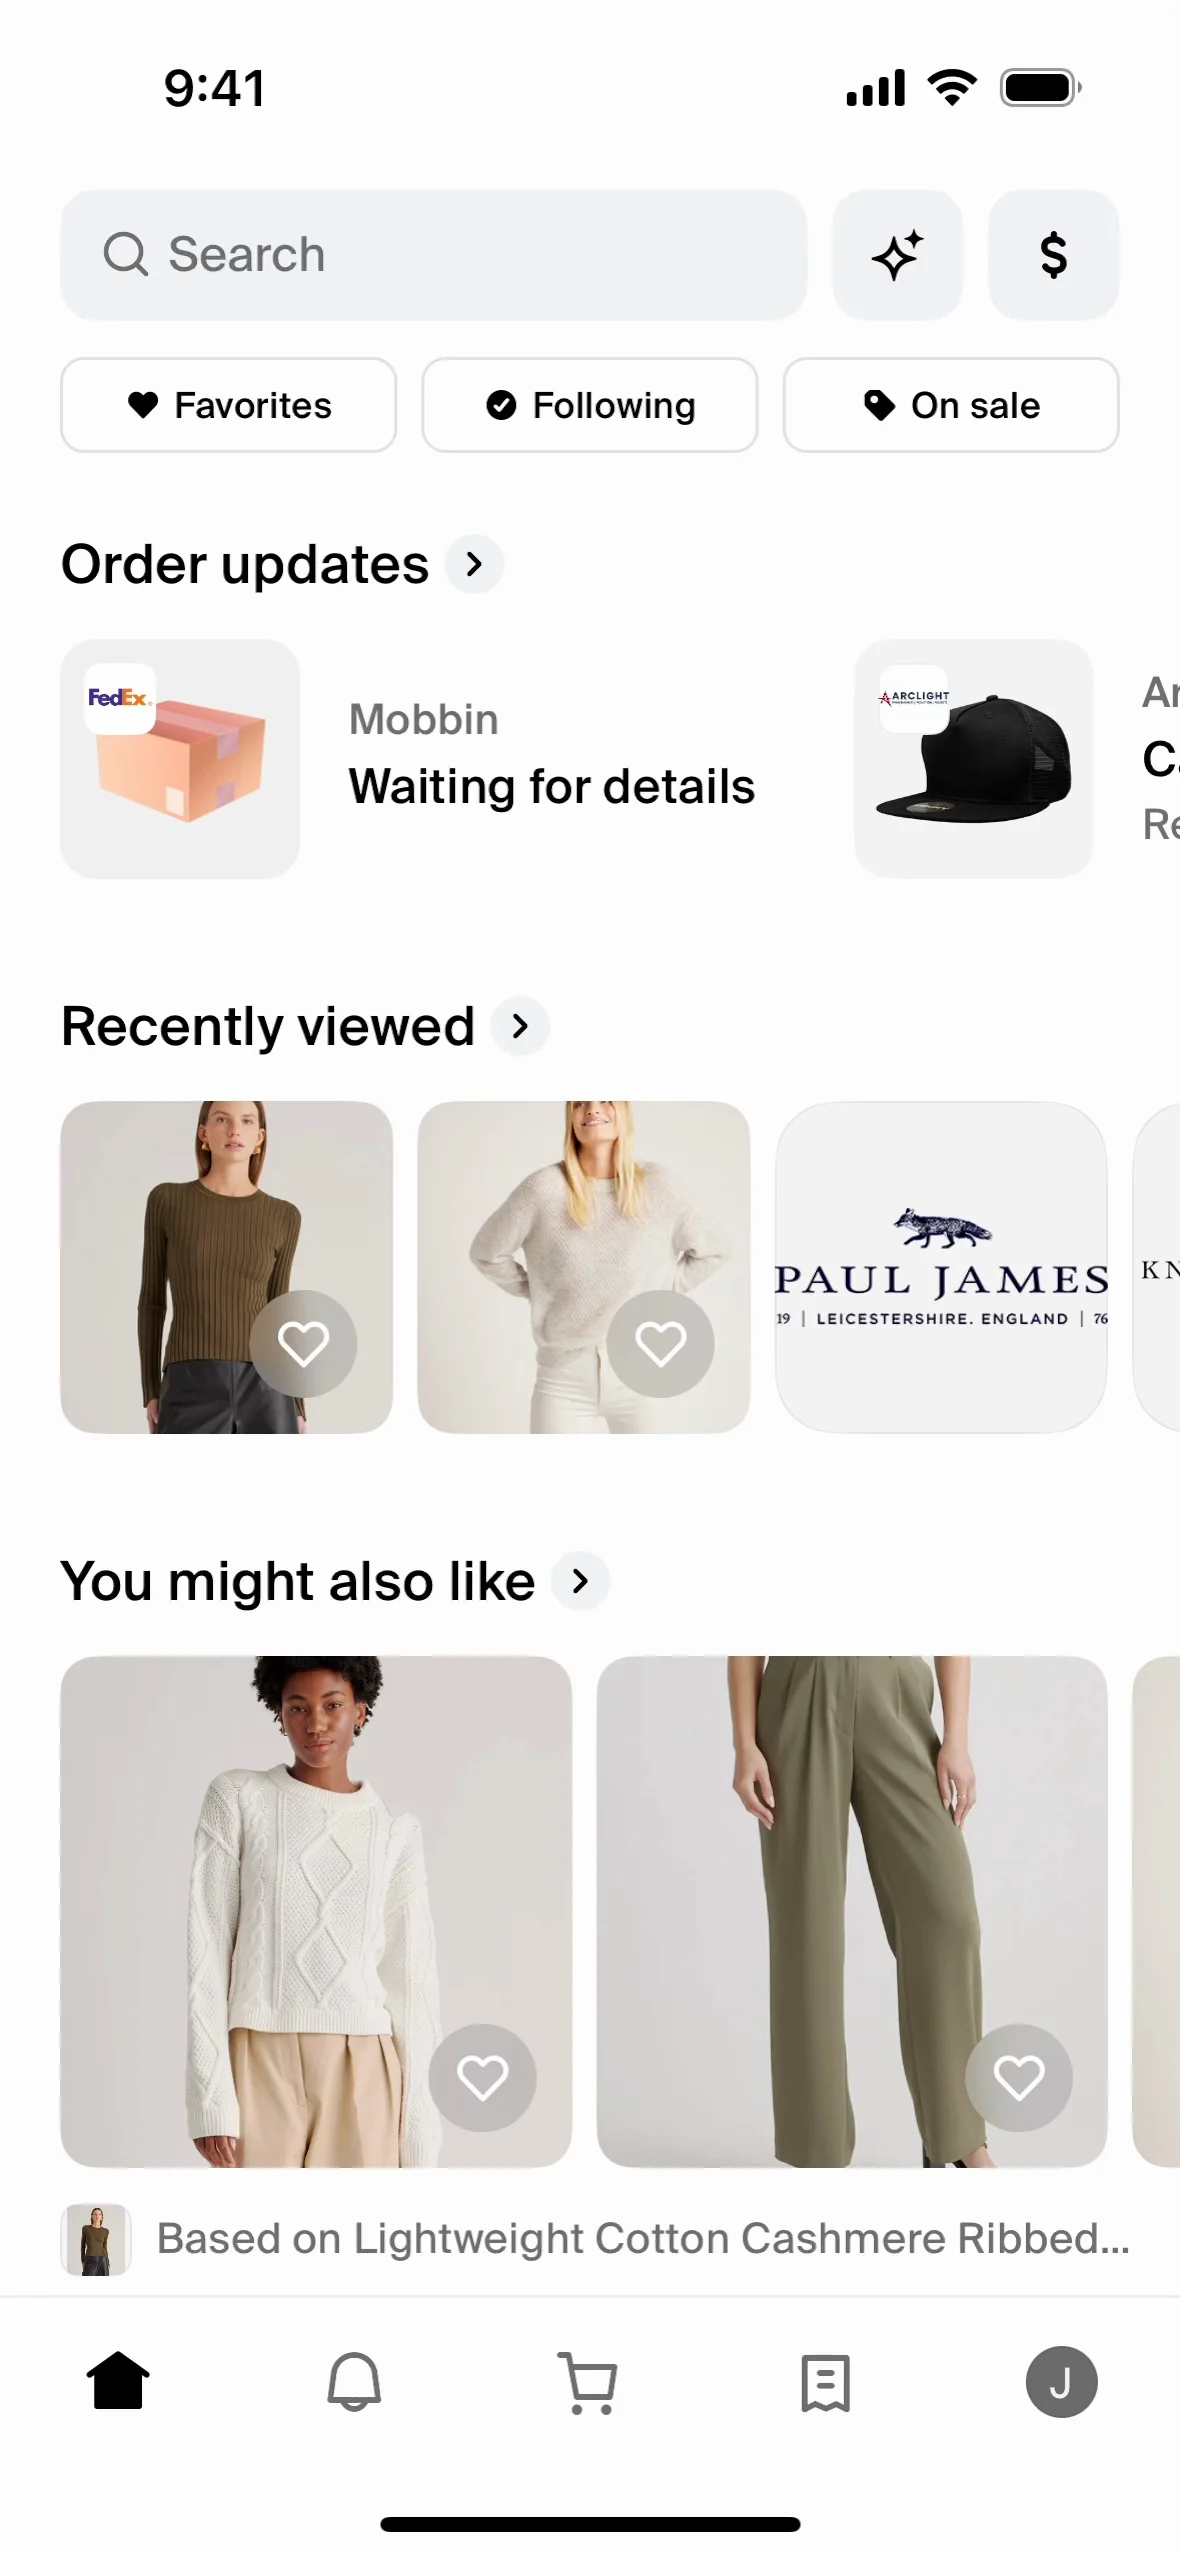 9:41
Search
$
Favorites
Following
On sale
Order updates
FedEx
Mobbin
Waiting for details
ARCLIGHT
Ar
Ca
Re
Recently viewed
PAUL JAMES
19 | LEICESTERSHIRE. ENGLAND | 76
KN
You might also like
Based on Lightweight Cotton Cashmere Ribbed...
J